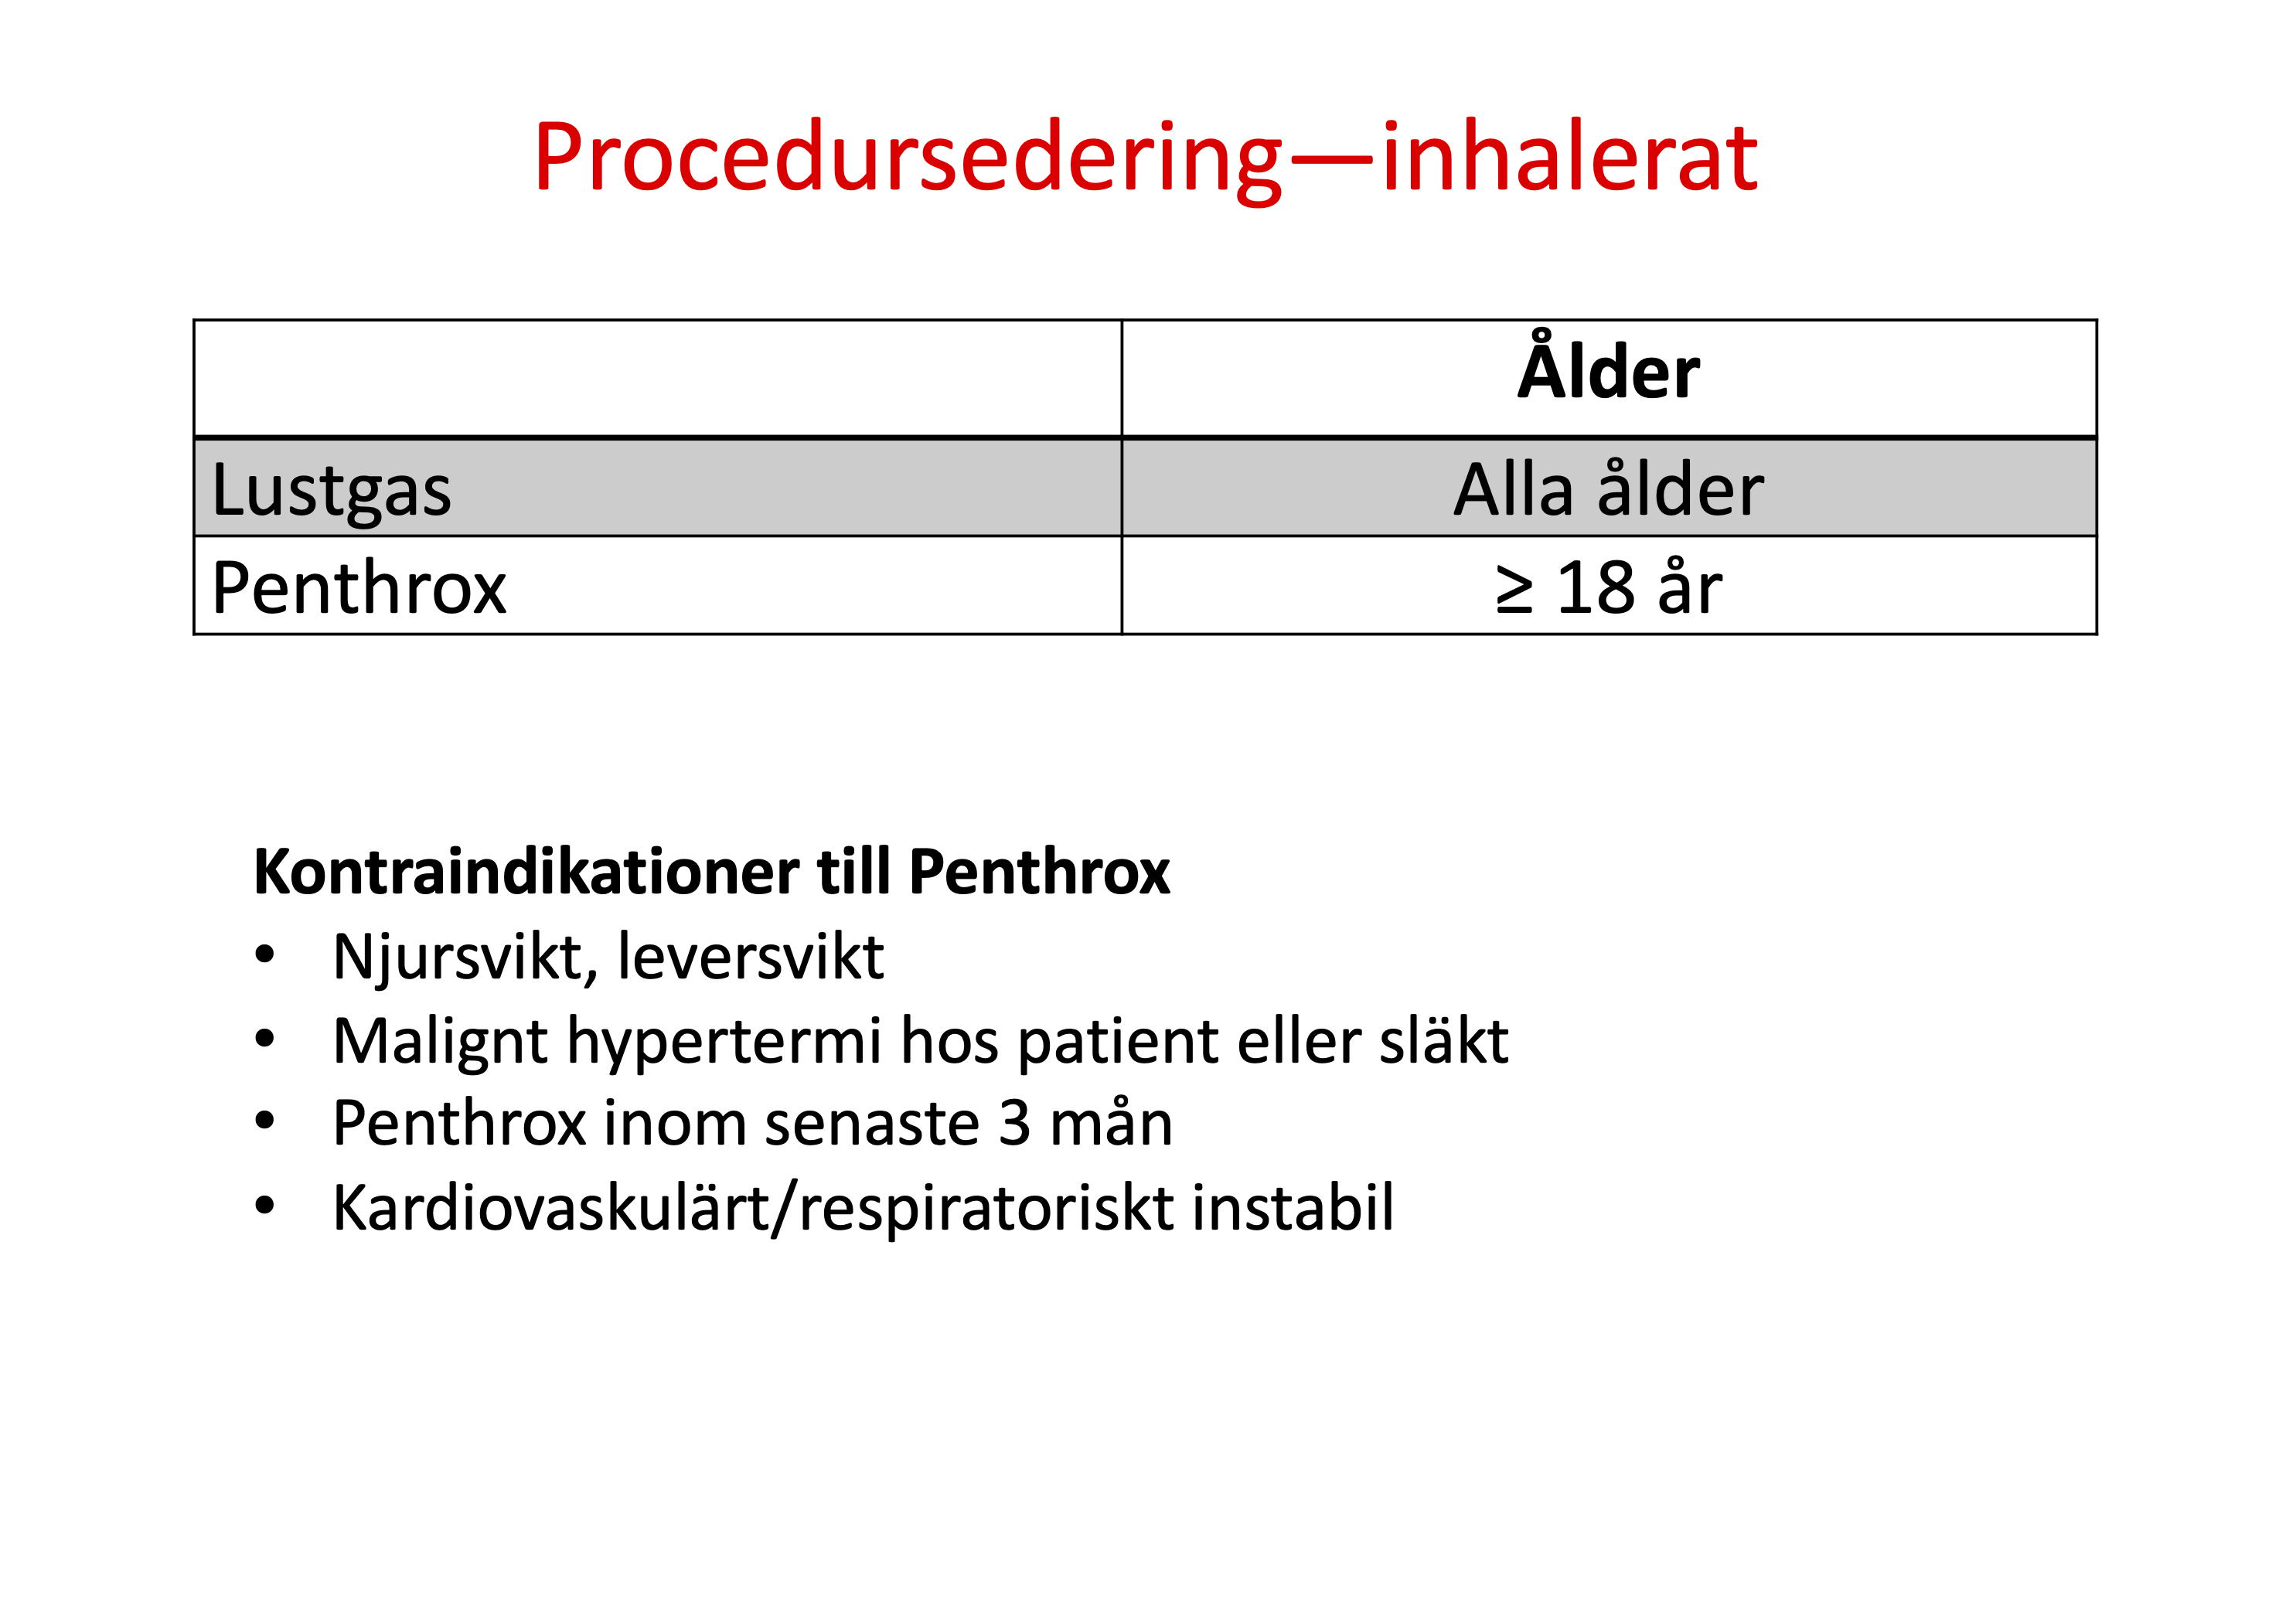 Procedursedering—inhalerat
Ålder
Lustgas Alla ålder
Penthrox ≥ 18 år
Kontraindikationer till Penthrox
• Njursvikt, leversvikt
• Malignt hypertermi hos patient eller släkt
• Penthrox inom senaste 3 mån
• Kardiovaskulärt/respiratoriskt instabil